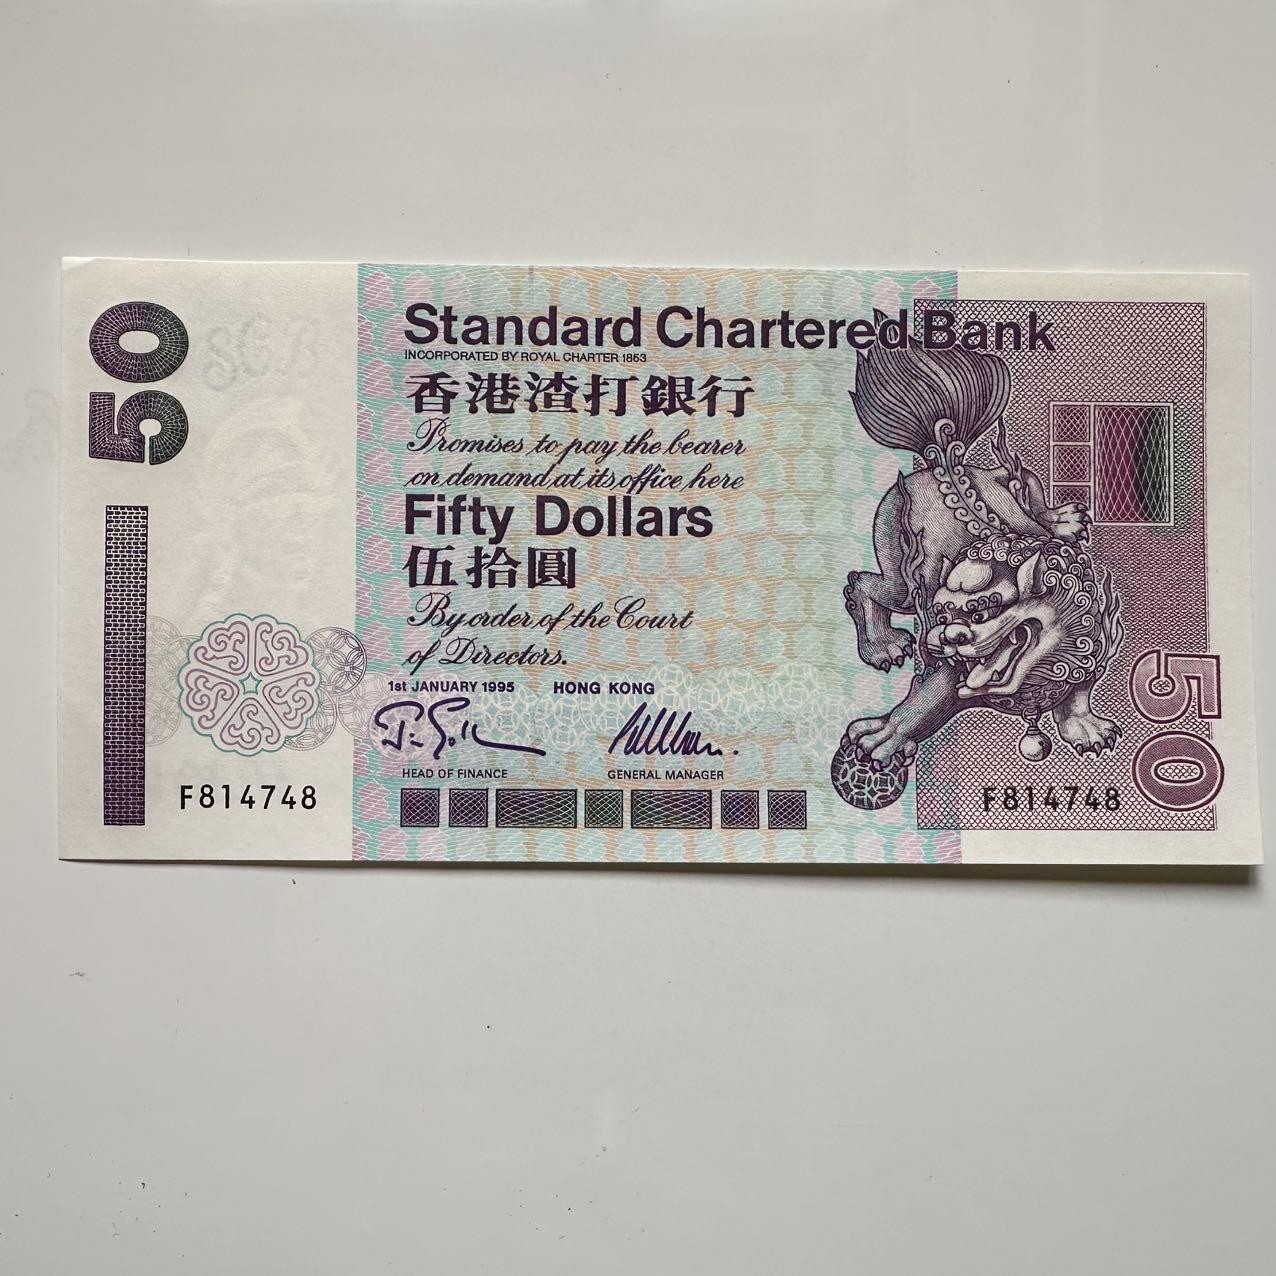 50
Standard Chartered Bank
INCORPORATED BY ROYAL CHARTER 1853
香港渣打銀行
Promises to pay the bearer
on demand at its office here
Fifty Dollars
伍拾圓
By order of the Court
of Directors.
1st JANUARY 1995 HONG KONG
HEAD OF FINANCE GENERAL MANAGER
F814748
F814748
50